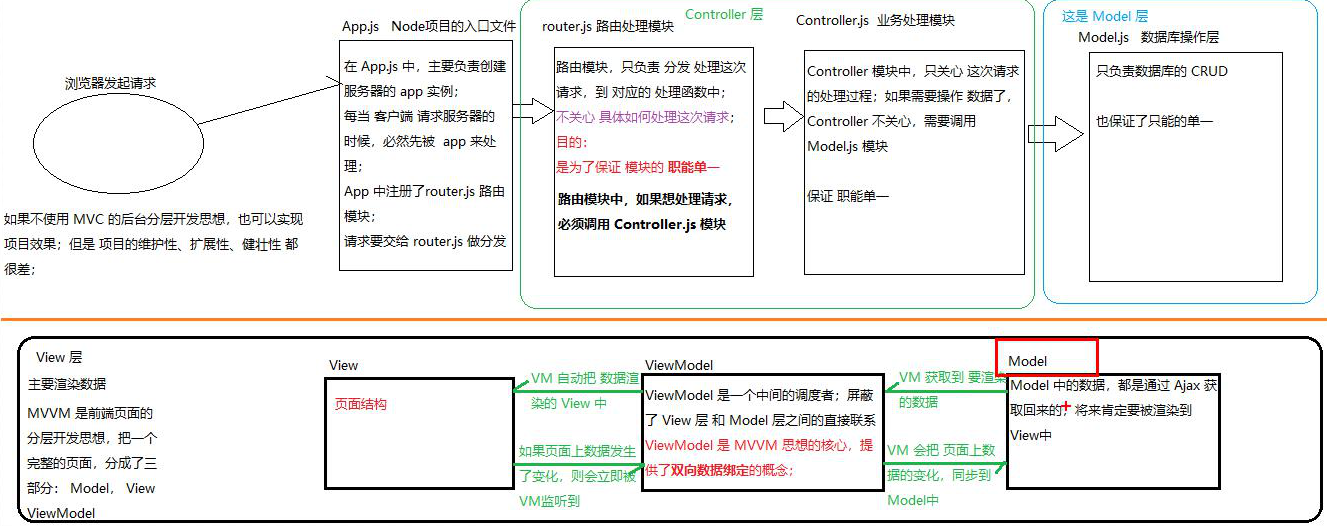 浏览器发起请求
如果不使用 MVC 的后台分层开发思想，也可以实现
项目效果；但是 项目的维护性、扩展性、健壮性 都
很差；
App.js Node项目的入口文件
在 App.js 中，主要负责创建
服务器的 app 实例；
每当 客户端 请求服务器的
时候，必然先被 app 来处
理；
App 中注册了router.js 路由
模块；
请求要交给 router.js 做分发
Controller 层
router.js 路由处理模块
路由模块，只负责 分发 处理这次
请求，到 对应的 处理函数中；
不关心 具体如何处理这次请求；
目的：
是为了保证 模块的 职能单一
路由模块中，如果想处理请求，
必须调用 Controller.js 模块
Controller.js 业务处理模块
Controller 模块中，只关心 这次请求
的处理过程；如果需要操作 数据了，
Controller 不关心，需要调用
Model.js 模块
保证 职能单一
这是 Model 层
Model.js 数据库操作层
只负责数据库的 CRUD
也保证了只能的单一
View 层
主要渲染数据
MVVM 是前端页面的
分层开发思想，把一个
完整的页面，分成了三
部分： Model， View
ViewModel
View
页面结构
VM 自动把 数据渲
染的 View 中
如果页面上数据发生
了变化，则会立即被
VM监听到
ViewModel
ViewModel 是一个中间的调度者；屏蔽
了 View 层 和 Model 层之间的直接联系
ViewModel 是 MVVM 思想的核心，提
供了双向数据绑定的概念；
VM 获取到 要渲染
的数据
VM 会把 页面上数
据的变化，同步到
Model中
Model
Model 中的数据，都是通过 Ajax 获
取回来的；将来肯定要被渲染到
View中